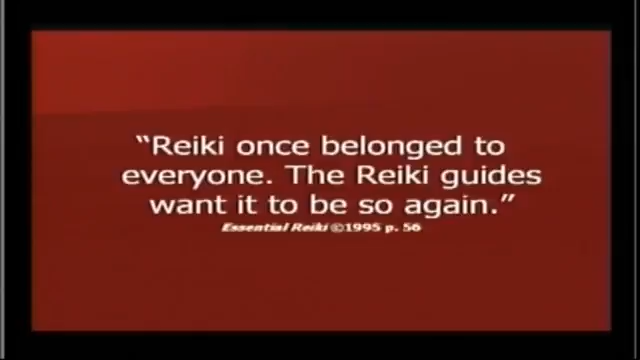 “Reiki once belonged to
everyone. The Reiki guides
want it to be so again.”
Essential Reiki ©1995 p. 56